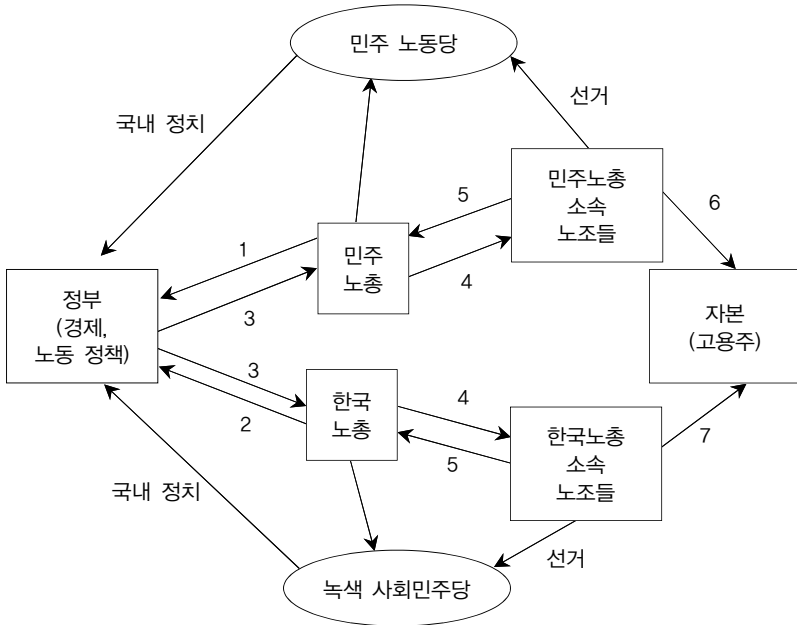 민주 노동당
국내 정치
선거
민주노총
소속
노조들
5
6
1
민주
노총
4
3
정부
(경제,
노동 정책)
자본
(고용주)
3
2
한국
노총
4
5
한국노총
소속
노조들
7
국내 정치
선거
녹색 사회민주당